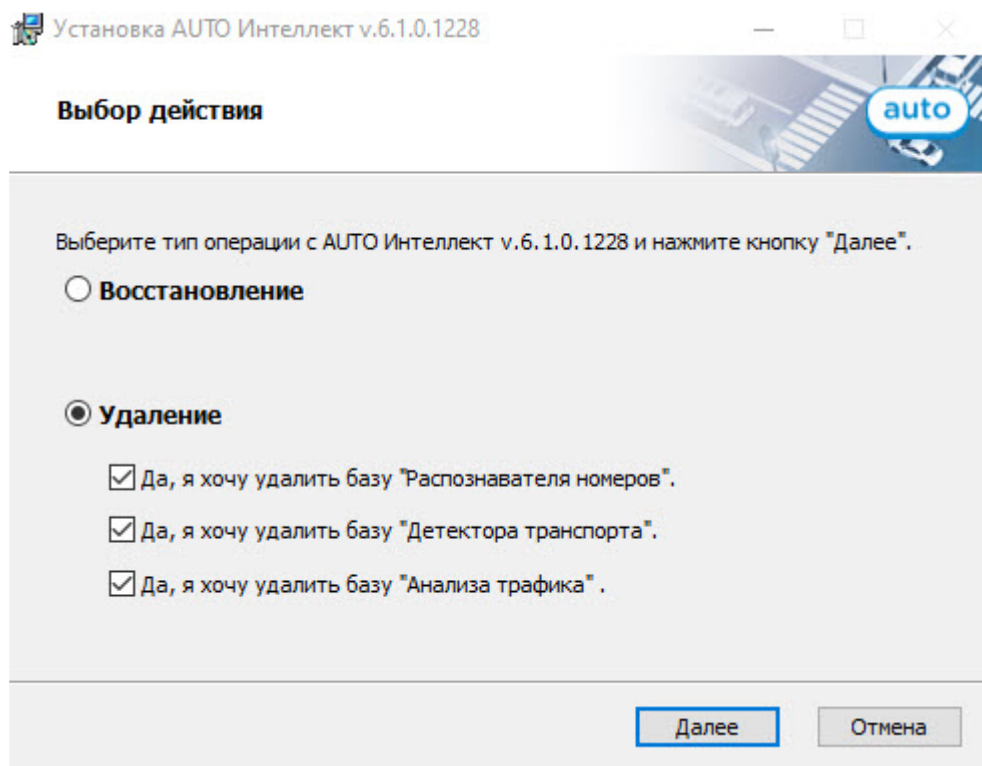 Установка AUTO Интеллект v.6.1.0.1228
Выбор действия
auto
Выберите тип операции с AUTO Интеллект v.6.1.0.1228 и нажмите кнопку "Далее".
Восстановление
Удаление
Да, я хочу удалить базу "Распознавателя номеров".
Да, я хочу удалить базу "Детектора транспорта".
Да, я хочу удалить базу "Анализа трафика" .
Далее
Отмена